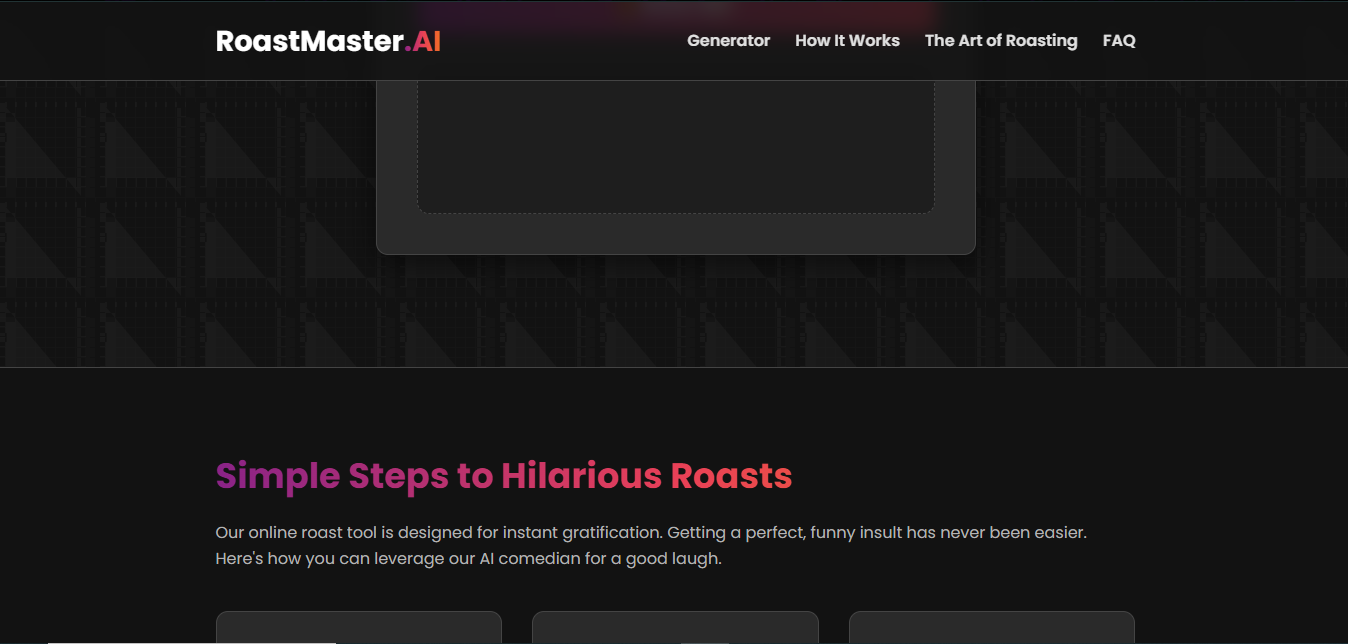 RoastMaster.AI
Generator How It Works The Art of Roasting FAQ
Simple Steps to Hilarious Roasts
Our online roast tool is designed for instant gratification. Getting a perfect, funny insult has never been easier.
Here's how you can leverage our AI comedian for a good laugh.